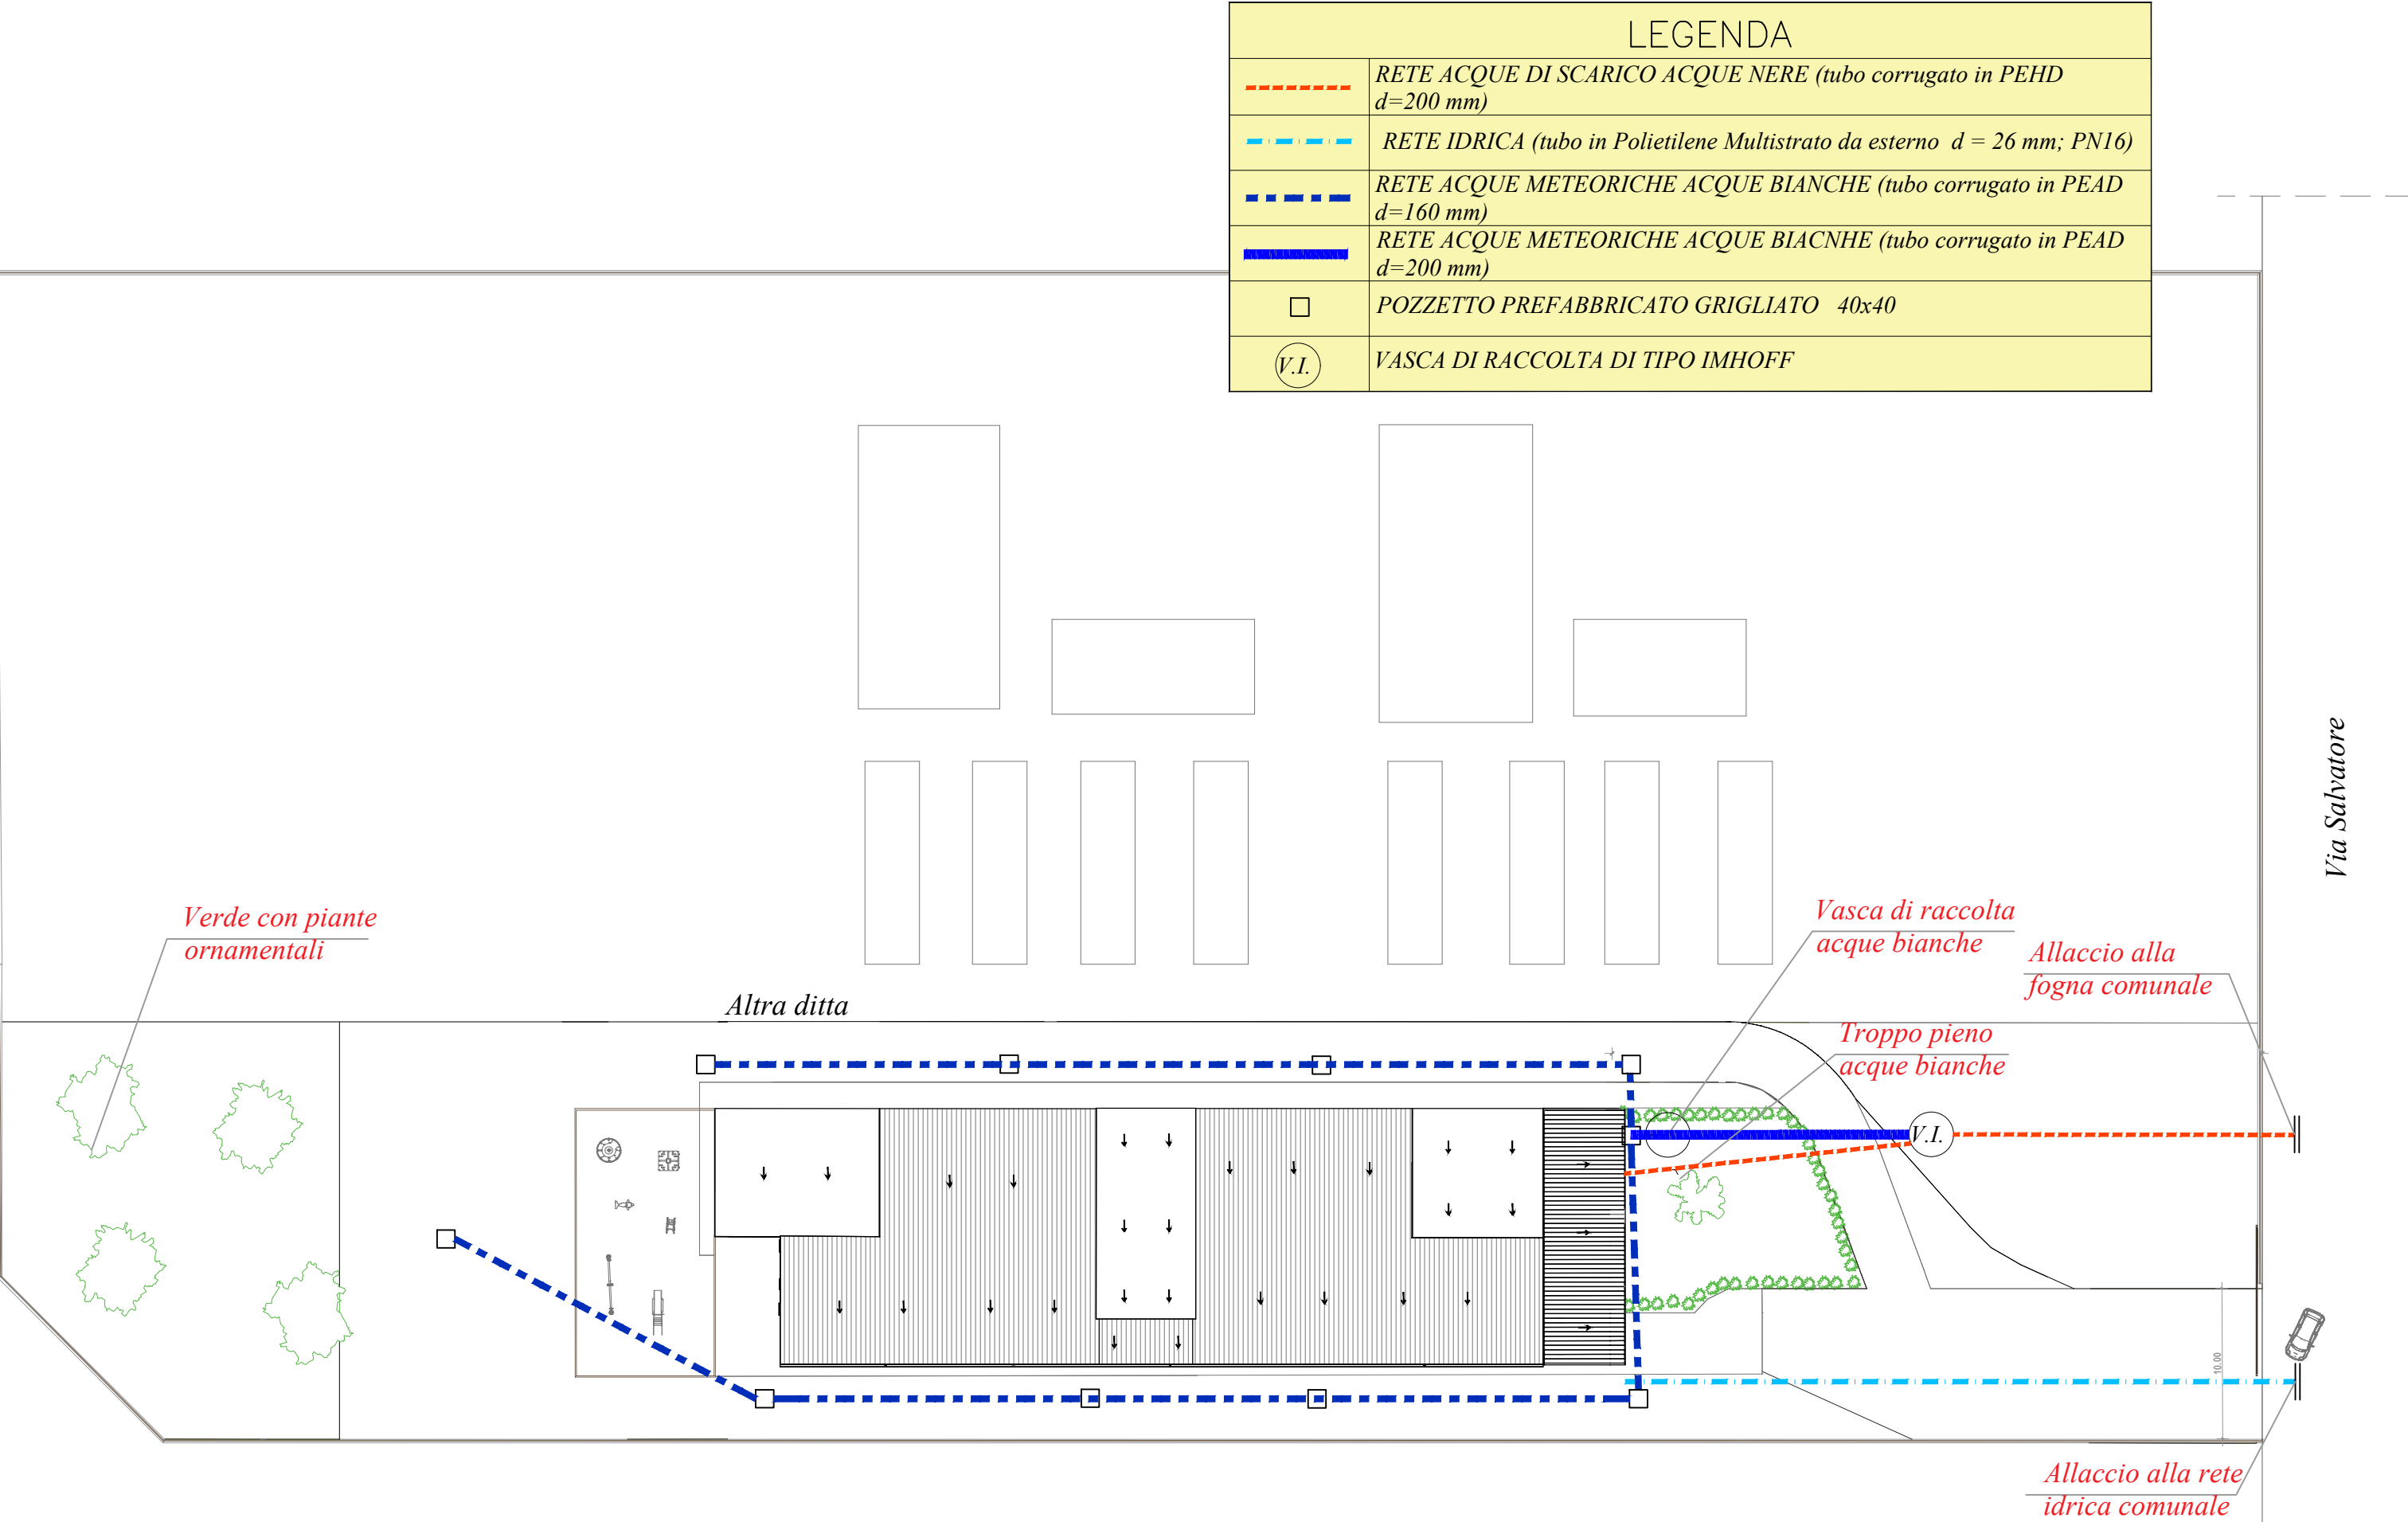 LEGENDA
RETE ACQUE DI SCARICO ACQUE NERE (tubo corrugato in PEHD
d=200 mm)
RETE IDRICA (tubo in Polietilene Multistrato da esterno d = 26 mm; PN16)
RETE ACQUE METEORICHE ACQUE BIANCHE (tubo corrugato in PEAD
d=160 mm)
RETE ACQUE METEORICHE ACQUE BIACNHE (tubo corrugato in PEAD
d=200 mm)
POZZETTO PREFABBRICATO GRIGLIATO 40x40
V.I.
VASCA DI RACCOLTA DI TIPO IMHOFF
Via Salvatore
Verde con piante
ornamentali
Vasca di raccolta
acque bianche
Allaccio alla
fogna comunale
Altra ditta
Troppo pieno
acque bianche
V.I.
10.00
Allaccio alla rete
idrica comunale